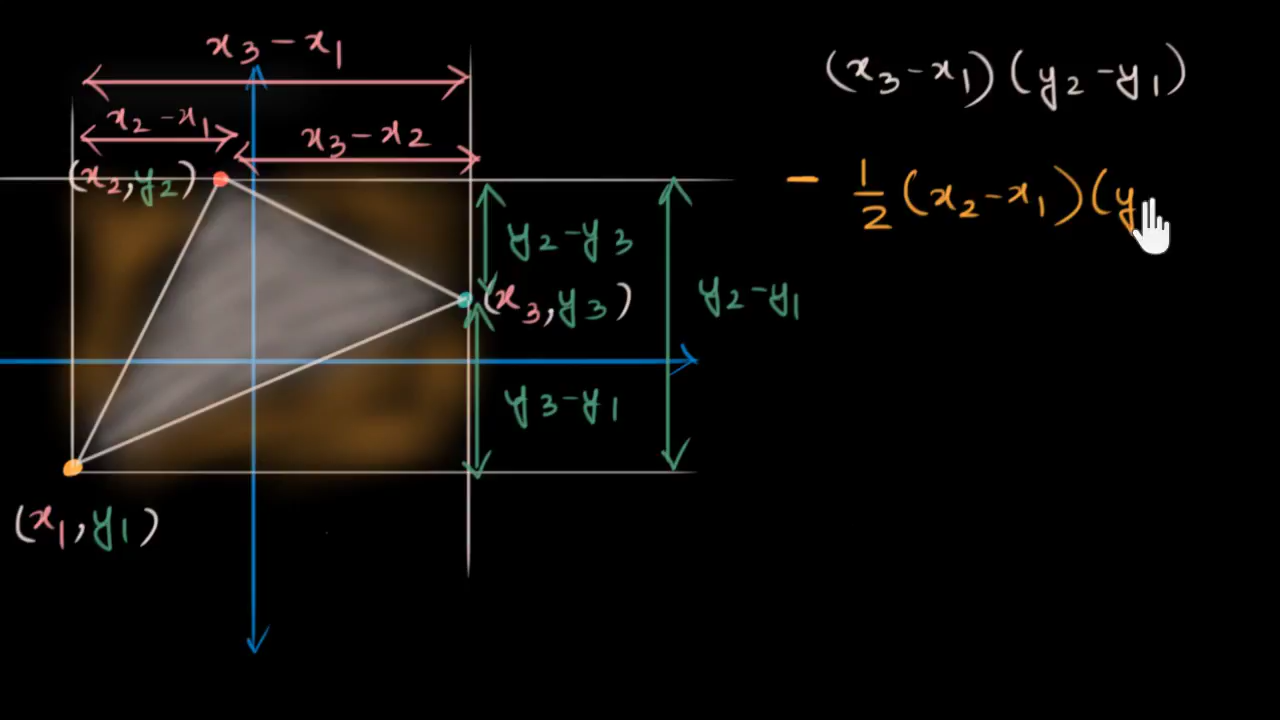 x₃-x₁
(x₃-x₁)(y₂-y₁)
x₂-x₁
x₃-x₂
(x₂,y₂)
- 1/2 (x₂-x₁)(y
y₂-y₃
(x₃,y₃)
y₂-y₁
y₃-y₁
(x₁,y₁)